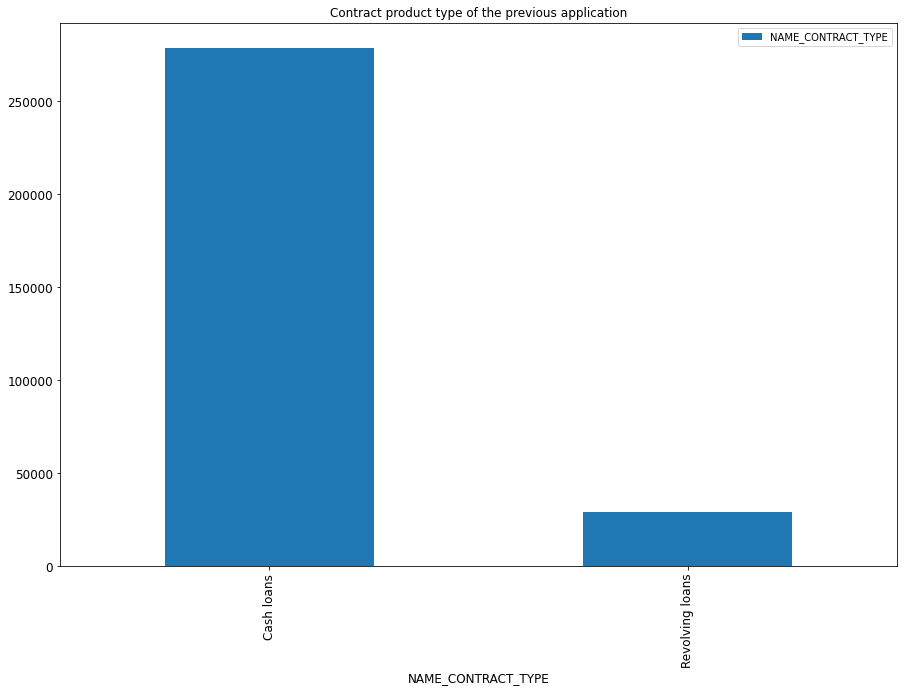 Contract product type of the previous application
NAME_CONTRACT_TYPE
250000
200000
150000
100000
50000
0
Cash loans
Revolving loans
NAME_CONTRACT_TYPE